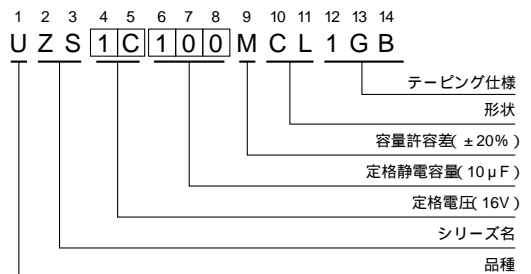 1 2 3 4 5 6 7 8 9 10 11 12 13 14
U Z S 1 C 1 0 0 M C L 1 G B
テーピング仕様
形状
容量許容差( ±20% )
定格静電容量( 10μF )
定格電圧( 16V )
シリーズ名
品種